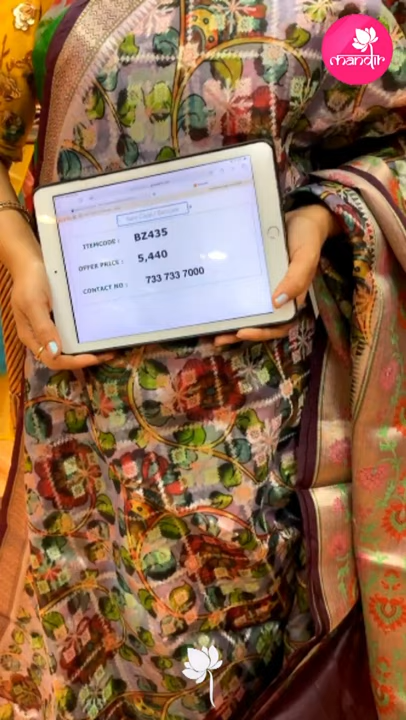 mandir
ITEMCODE : BZ435
OFFER PRICE : 5,440
CONTACT NO : 733 733 7000